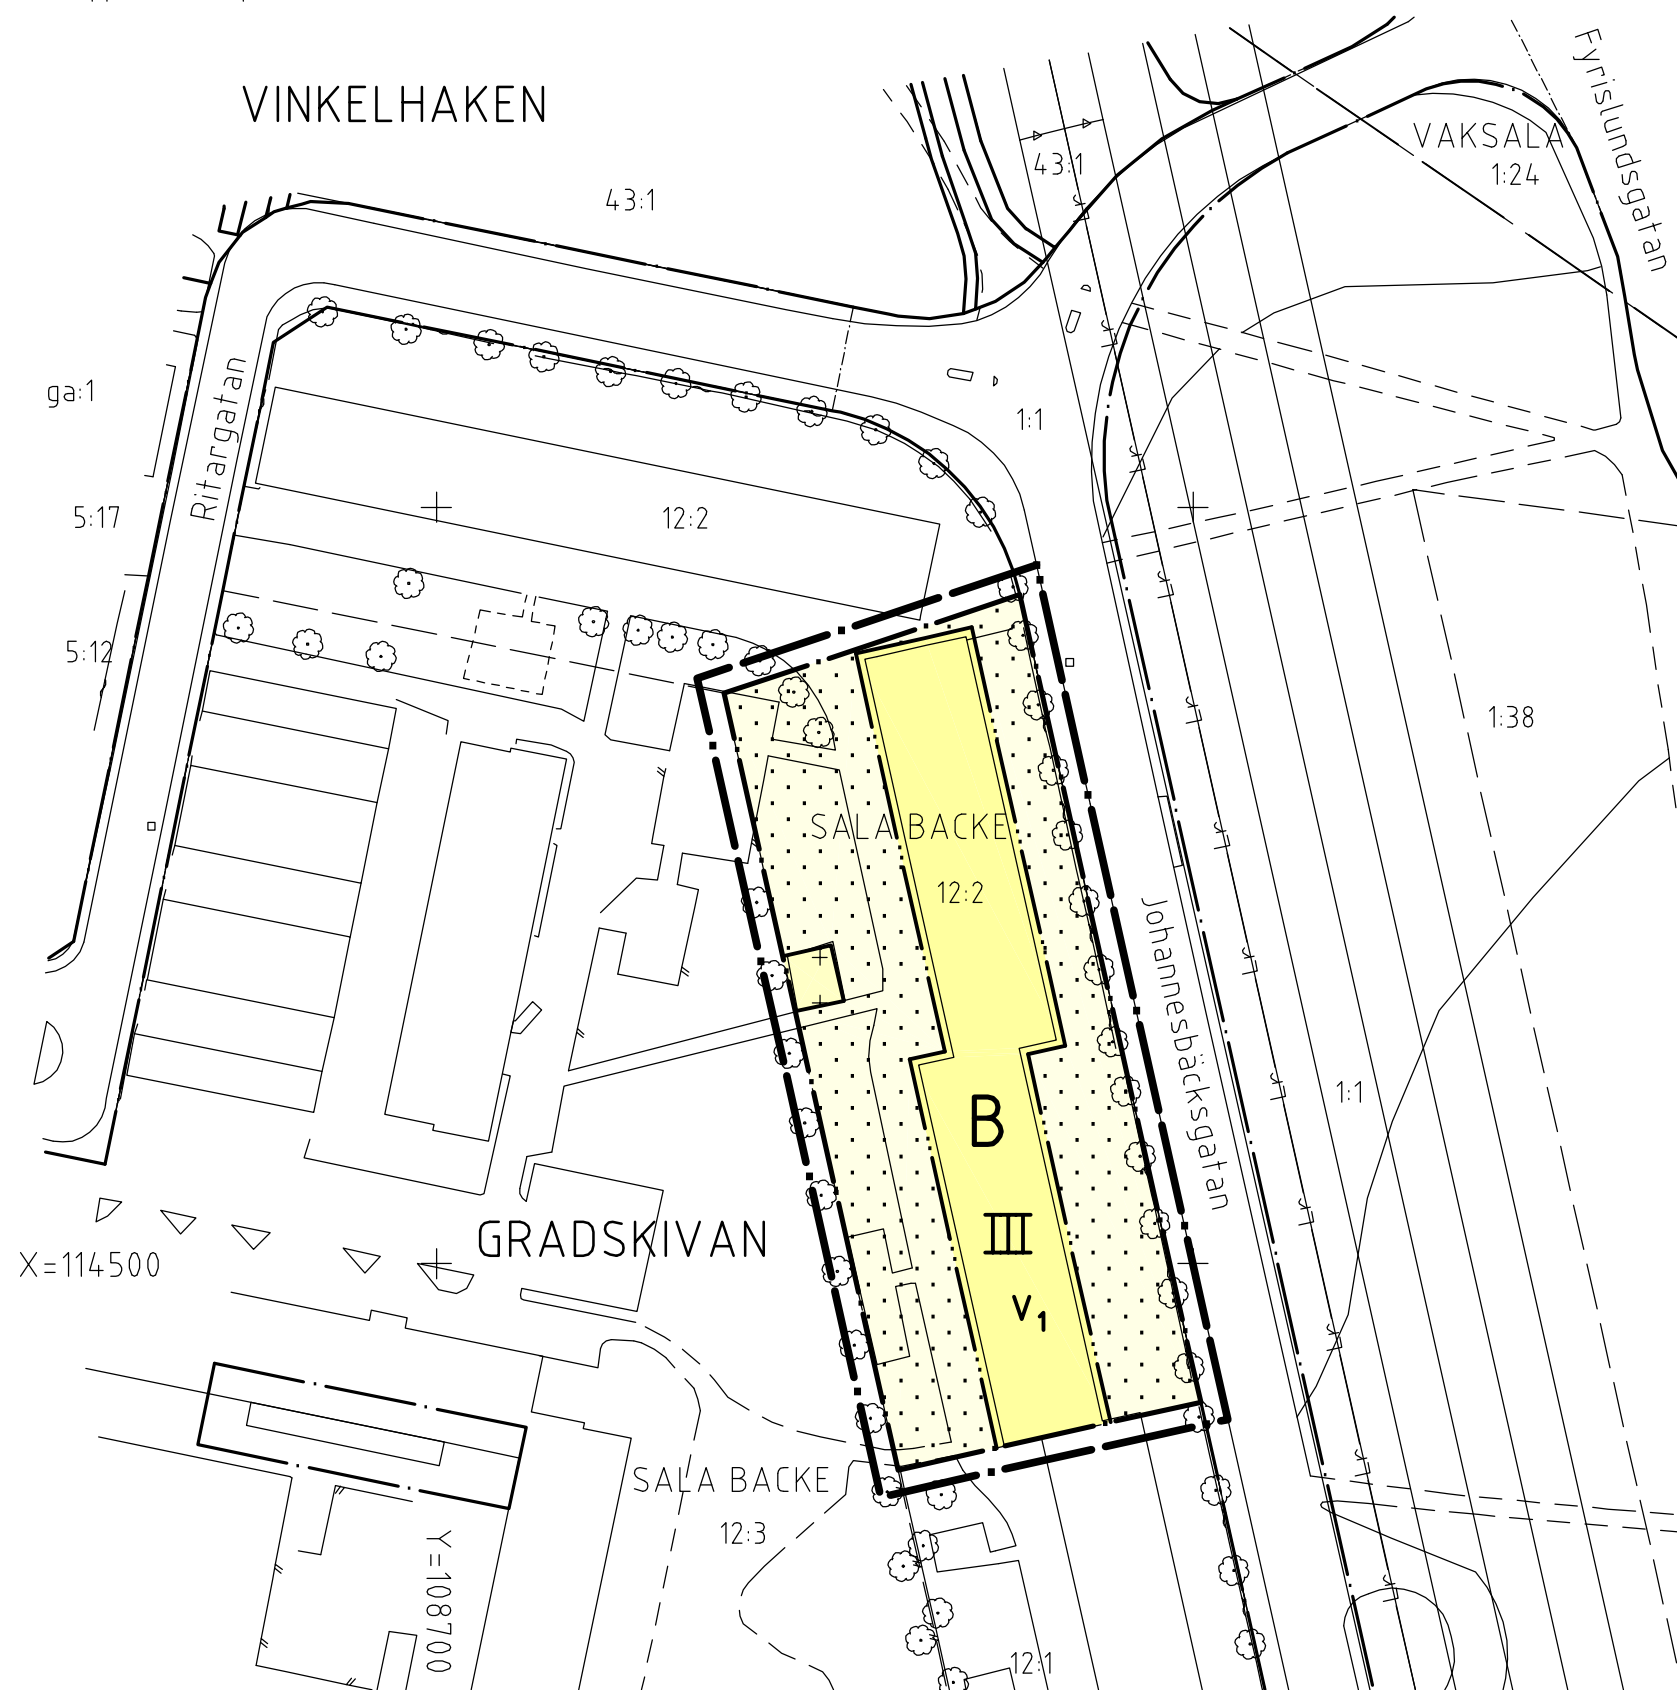 VINKELHAKEN
Fyrislundsgatan
VAKSALA
1:24
43:1
43:1
ga:1
Ritargatan
1:1
5:17
12:2
5:12
1:38
SALA BACKE
12:2
Johannesbäcksgatan
B
1:1
III
GRADSKIVAN
X=114500
v1
SALA BACKE
12:3
Y=108700
12:1